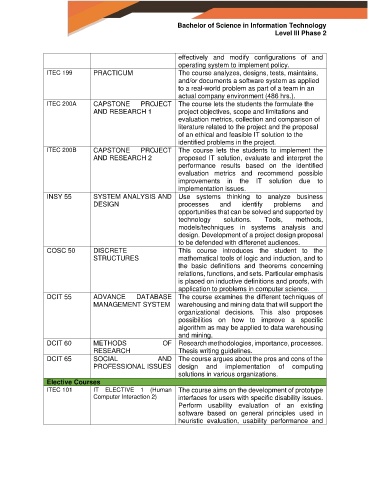 Bachelor of Science in Information Technology
Level III Phase 2
effectively and modify configurations of and
operating system to implement policy.
ITEC 199 PRACTICUM The course analyzes, designs, tests, maintains,
and/or documents a software system as applied
to a real-world problem as part of a team in an
actual company environment (486 hrs.).
ITEC 200A CAPSTONE PROJECT The course lets the students the formulate the
AND RESEARCH 1 project objectives, scope and limitations and
evaluation metrics, collection and comparison of
literature related to the project and the proposal
of an ethical and feasible IT solution to the
identified problems in the project.
ITEC 200B CAPSTONE PROJECT The course lets the students to implement the
AND RESEARCH 2 proposed IT solution, evaluate and interpret the
performance results based on the identified
evaluation metrics and recommend possible
improvements in the IT solution due to
implementation issues.
INSY 55 SYSTEM ANALYSIS AND Use systems thinking to analyze business
DESIGN processes and identify problems and
opportunities that can be solved and supported by
technology solutions. Tools, methods,
models/techniques in systems analysis and
design. Development of a project design proposal
to be defended with differenet audiences.
COSC 50 DISCRETE This course introduces the student to the
STRUCTURES mathematical tools of logic and induction, and to
the basic definitions and theorems concerning
relations, functions, and sets. Particular emphasis
is placed on inductive definitions and proofs, with
application to problems in computer science.
DCIT 55 ADVANCE DATABASE The course examines the different techniques of
MANAGEMENT SYSTEM warehousing and mining data that will support the
organizational decisions. This also proposes
possibilities on how to improve a specific
algorithm as may be applied to data warehousing
and mining.
DCIT 60 METHODS OF Research methodologies, importance, processes.
RESEARCH Thesis writing guidelines.
DCIT 65 SOCIAL AND The course argues about the pros and cons of the
PROFESSIONAL ISSUES design and implementation of computing
solutions in various organizations.
Elective Courses
ITEC 101 IT ELECTIVE 1 (Human The course aims on the development of prototype
Computer Interaction 2) interfaces for users with specific disability issues.
Perform usability evaluation of an existing
software based on general principles used in
heuristic evaluation, usability performance and